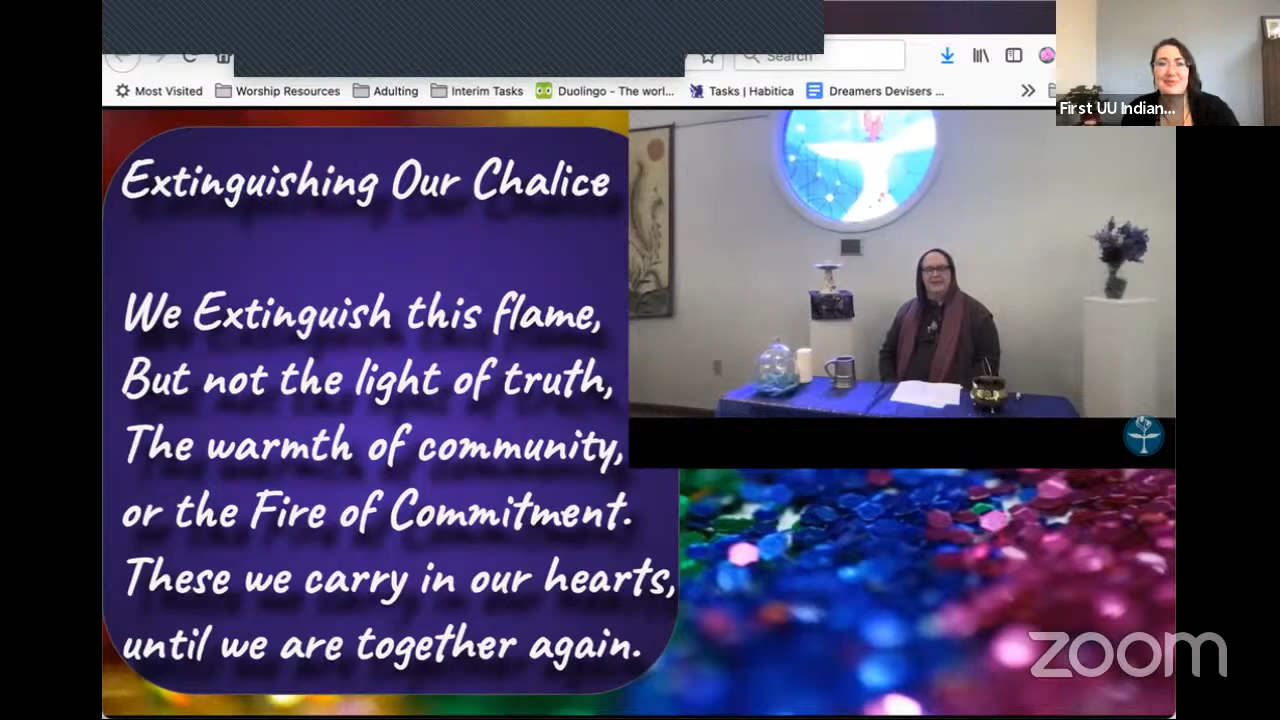 Search
Most Visited
Worship Resources
Adulting
Interim Tasks
Duolingo - The worl...
Tasks | Habitica
Dreamers Devisers ...
First UU Indian...
Extinguishing Our Chalice
We Extinguish this flame,
But not the light of truth,
The warmth of community,
or the Fire of Commitment.
These we carry in our hearts,
until we are together again.
zoom